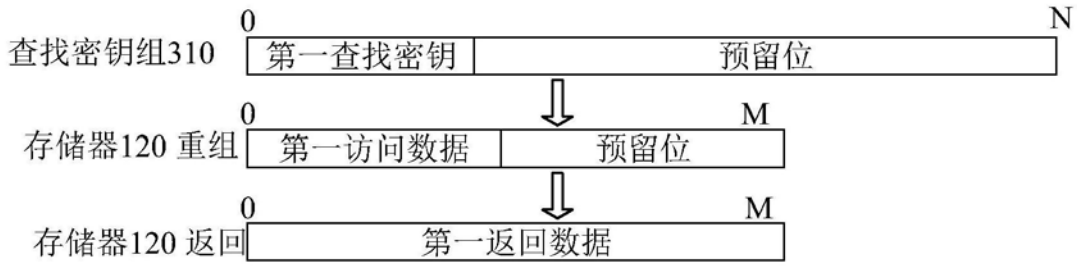 0 N
查找密钥组310 第一查找密钥 预留位
0 M
存储器120 重组 第一访问数据 预留位
0 M
存储器120 返回 第一返回数据